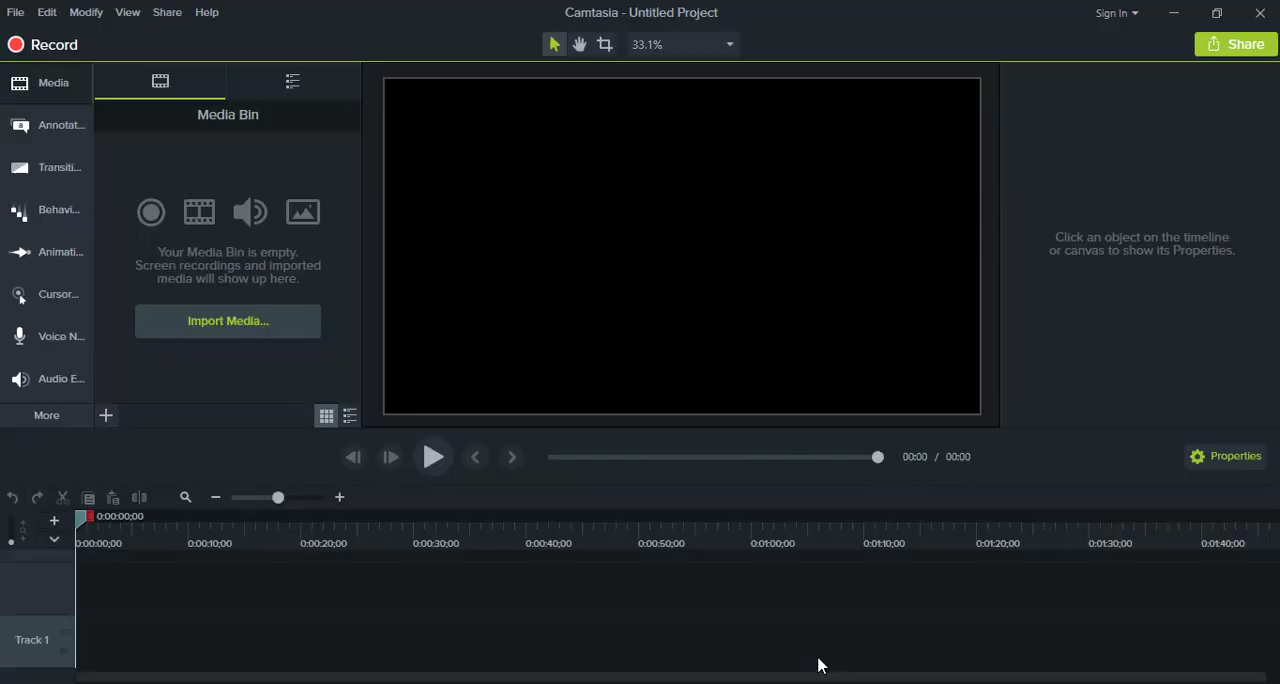 File Edit Modify View Share Help
Camtasia - Untitled Project
Sign In
Record
33.1%
Share
Media
Annotat...
Transiti...
Behavi...
Animati...
Cursor...
Voice N...
Audio E...
More
Media Bin
Your Media Bin is empty.
Screen recordings and imported
media will show up here.
Import Media...
Click an object on the timeline
or canvas to show its Properties.
00:00 / 00:00
Properties
0:00:00;00
0:00:00;00 0:00:10;00 0:00:20;00 0:00:30;00 0:00:40;00 0:00:50;00 0:01:00;00 0:01:10;00 0:01:20;00 0:01:30;00 0:01:40;00
Track 1